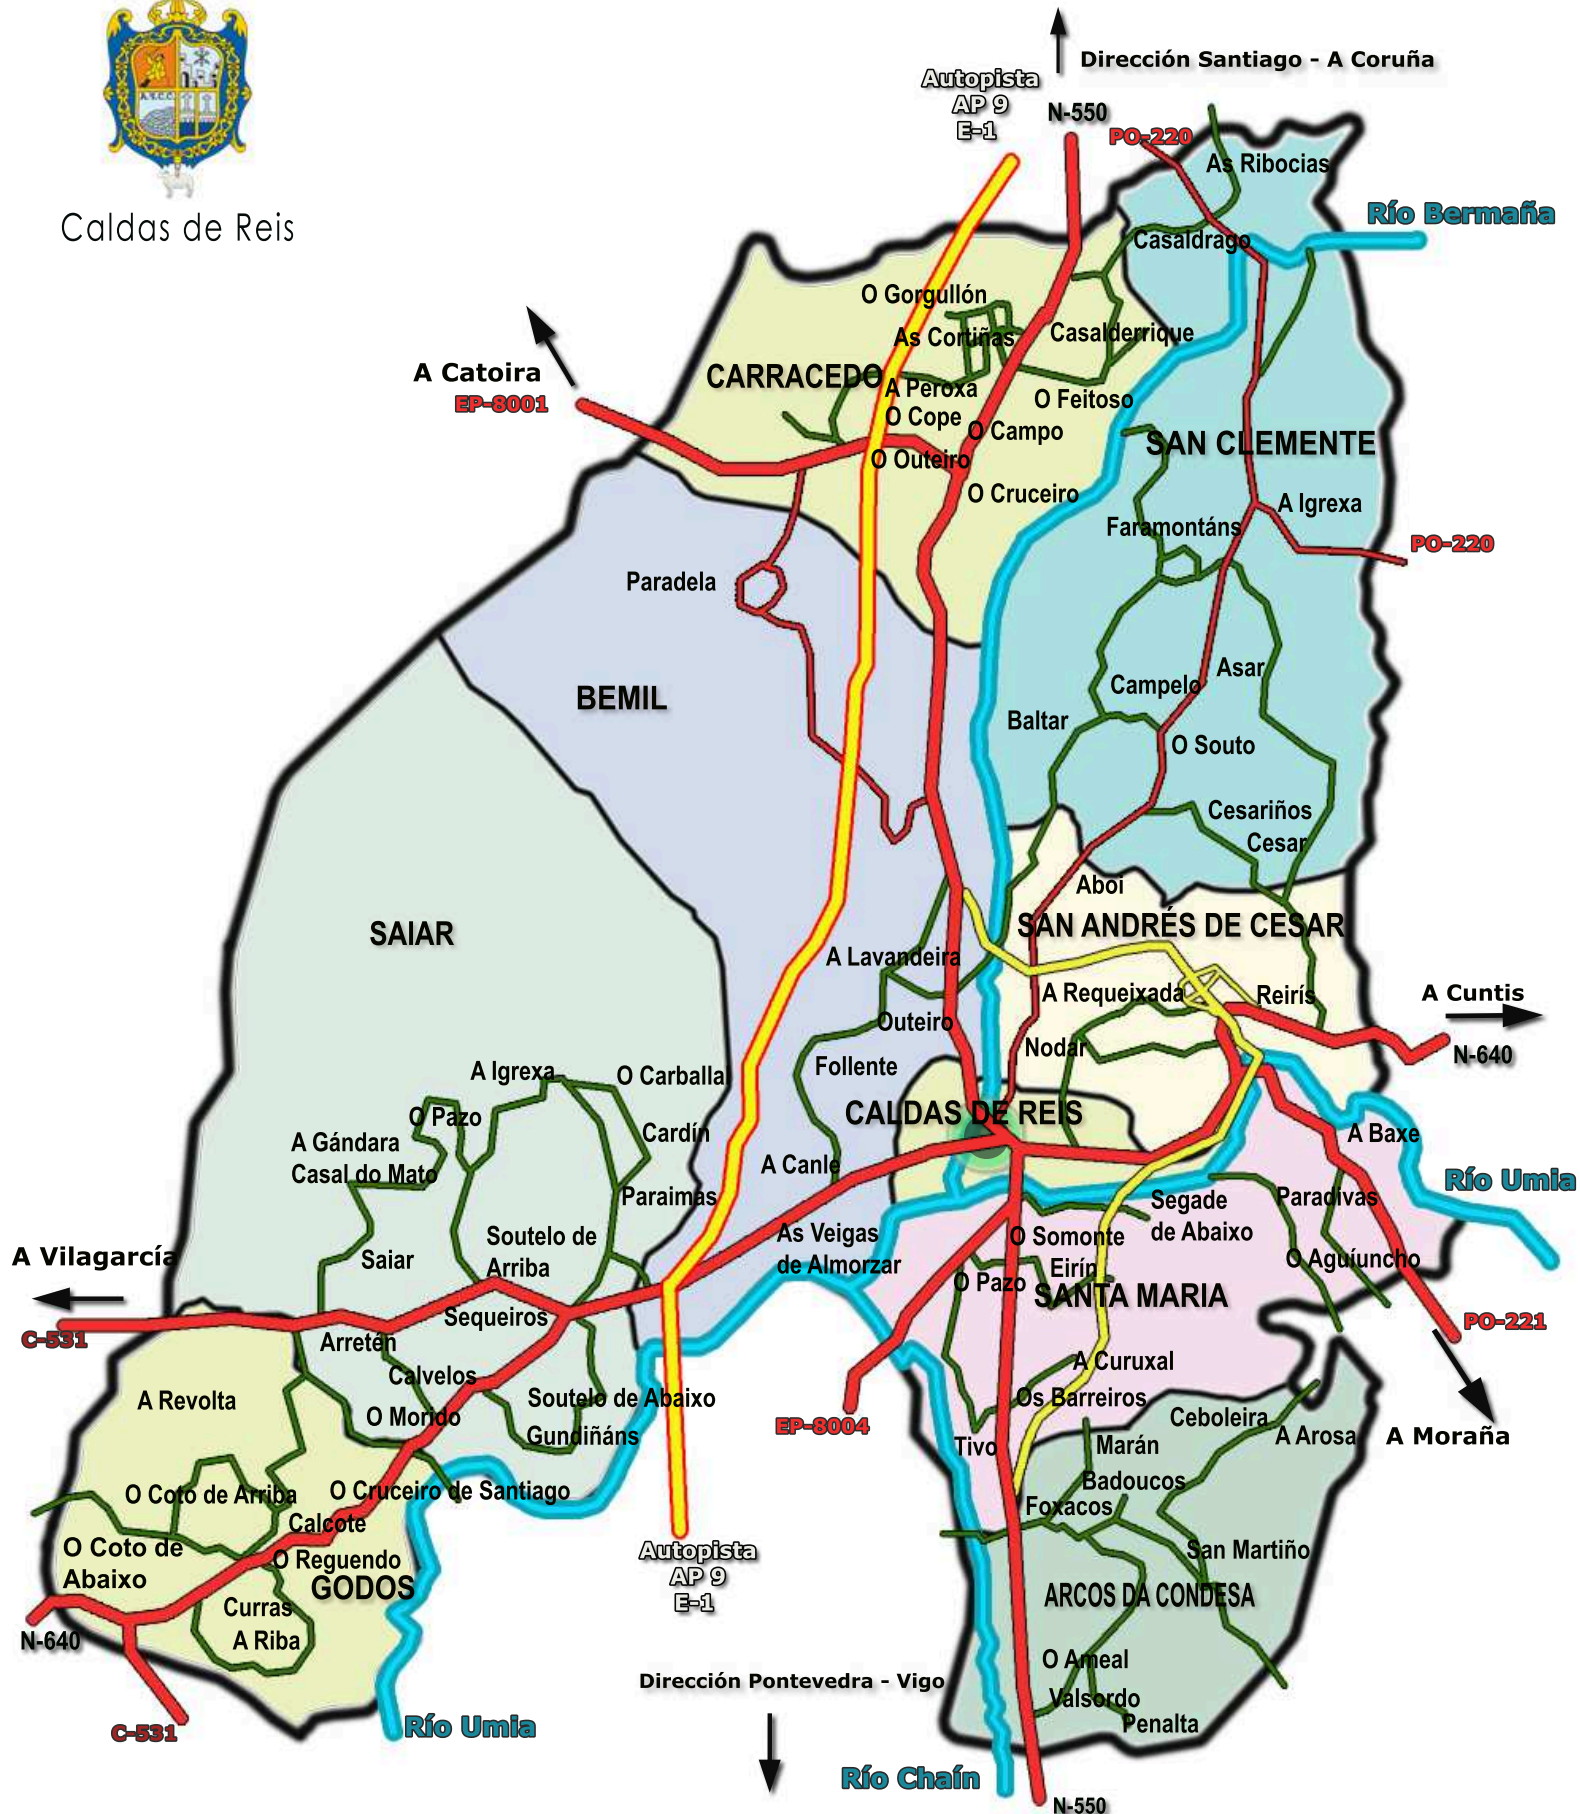 A.Y.C.C.
Caldas de Reis
Dirección Santiago - A Coruña
Autopista
AP 9
E-1
N-550
PO-220
As Ribocias
Río Bermaña
Casaldrago
O Gorgullón
As Cortiñas
Casalderrique
A Catoira
EP-8001
CARRACEDO
A Peroxa
O Feitoso
O Cope
O Campo
SAN CLEMENTE
O Outeiro
O Cruceiro
A Igrexa
Faramontáns
PO-220
Paradela
Asar
Campelo
BEMIL
Baltar
O Souto
Cesariños
Cesar
Aboi
SAN ANDRÉS DE CESAR
SAIAR
A Lavandeira
A Requeixada
Reirís
A Cuntis
N-640
Outeiro
Nodar
Follente
A Igrexa
O Carballal
O Pazo
CALDAS DE REIS
Cardín
A Baxe
A Gándara
Casal do Mato
A Canle
Río Umia
Paraimas
Paradivas
Segade
de Abaixo
As Veigas
de Almorzar
O Somonte
Soutelo de
Arriba
Saiar
A Vilagarcía
Eirín
O Aguíuncho
O Pazo
SANTA MARIA
Sequeiros
C-531
Arretén
PO-221
A Curuxal
Calvelos
Os Barreiros
Soutelo de Abaixo
A Revolta
O Morido
Ceboleira
EP-8004
Gundiñáns
A Arosa
A Moraña
Tivo
Marán
Badoucos
O Cruceiro de Santiago
O Coto de Arriba
Foxacos
Calcote
O Coto de
Abaixo
Autopista
AP 9
E-1
San Martiño
O Reguendo
GODOS
ARCOS DA CONDESA
Curras
A Riba
N-640
O Ameal
Dirección Pontevedra - Vigo
Valsordo
Penalta
Río Umia
C-531
Río Chaín
N-550